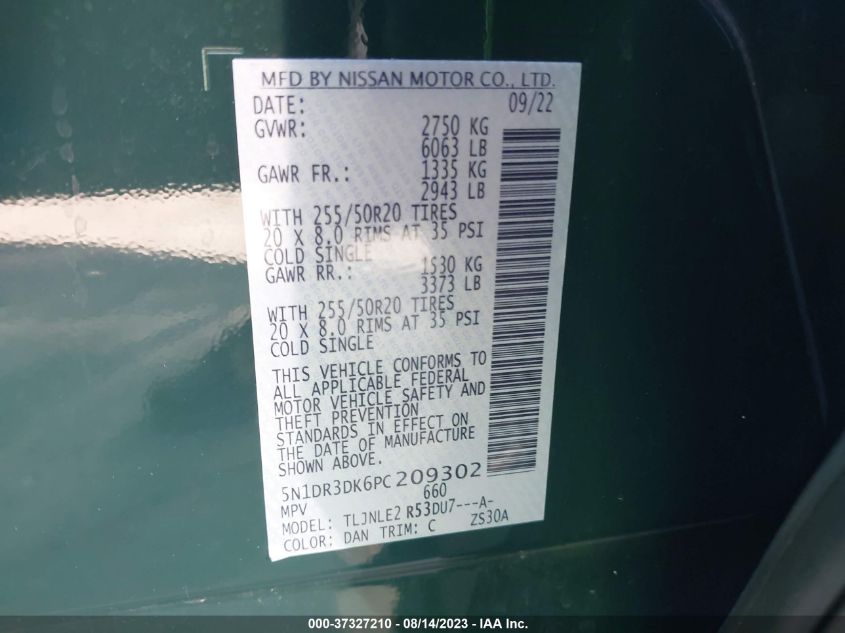 MFD BY NISSAN MOTOR CO., LTD.
DATE: 09/22
GVWR: 2750 KG
6063 LB
GAWR FR.: 1335 KG
2943 LB
WITH 255/50R20 TIRES
20 X 8.0 RIMS AT 35 PSI
COLD SINGLE
GAWR RR.: 1530 KG
3373 LB
WITH 255/50R20 TIRES
20 X 8.0 RIMS AT 35 PSI
COLD SINGLE
THIS VEHICLE CONFORMS TO
ALL APPLICABLE FEDERAL
MOTOR VEHICLE SAFETY AND
THEFT PREVENTION
STANDARDS IN EFFECT ON
THE DATE OF MANUFACTURE
SHOWN ABOVE.
5N1DR3DK6PC209302
MPV 660
MODEL: TLJNLE2 R53DU7---A-
COLOR: DAN TRIM: C ZS30A
000-37327210 - 08/14/2023 - IAA Inc.